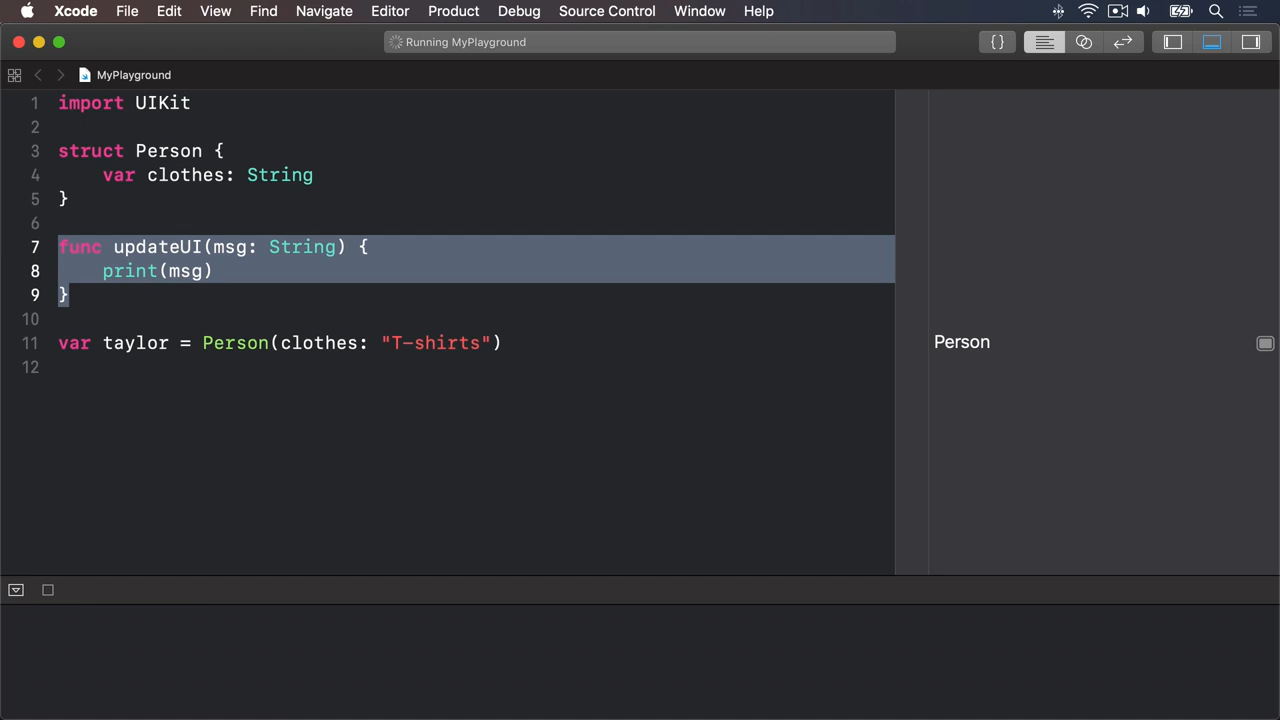 Xcode File Edit View Find Navigate Editor Product Debug Source Control Window Help
Running MyPlayground
{}
MyPlayground
1 import UIKit
2
3 struct Person {
4 var clothes: String
5 }
6
7 func updateUI(msg: String) {
8 print(msg)
9 }
10
11 var taylor = Person(clothes: "T-shirts") Person
12